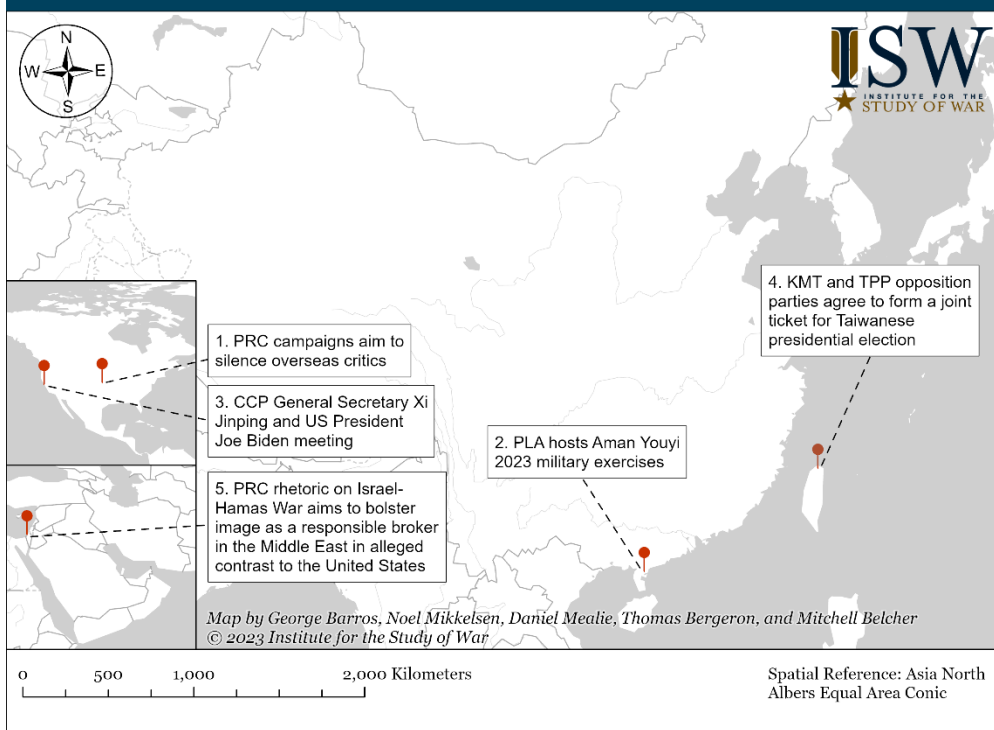 N
W
E
S
ISW
INSTITUTE FOR THE
STUDY OF WAR
4. KMT and TPP opposition
parties agree to form a joint
ticket for Taiwanese
presidential election
1. PRC campaigns aim to
silence overseas critics
3. CCP General Secretary Xi
Jinping and US President
Joe Biden meeting
2. PLA hosts Aman Youyi
2023 military exercises
5. PRC rhetoric on Israel-
Hamas War aims to bolster
image as a responsible broker
in the Middle East in alleged
contrast to the United States
Map by George Barros, Noel Mikkelsen, Daniel Mealie, Thomas Bergeron, and Mitchell Belcher
© 2023 Institute for the Study of War
0 500 1,000 2,000 Kilometers
Spatial Reference: Asia North
Albers Equal Area Conic